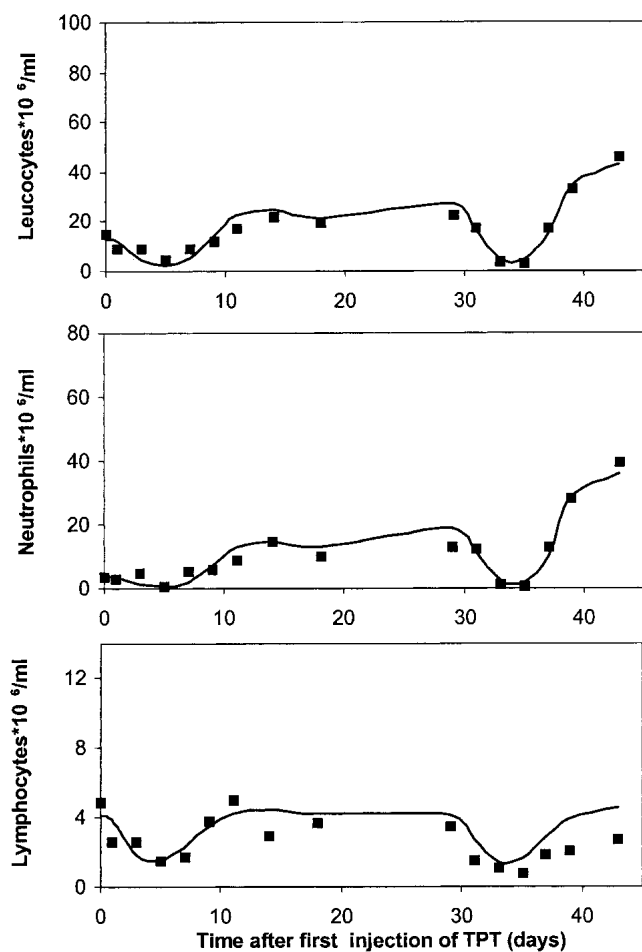 Leucocytes*10 ⁶/ml
100
80
60
40
20
0
0 10 20 30 40
Neutrophils*10 ⁶/ml
80
60
40
20
0
0 10 20 30 40
Lymphocytes*10 ⁶/ml
12
8
4
0
0 10 20 30 40
Time after first injection of TPT (days)